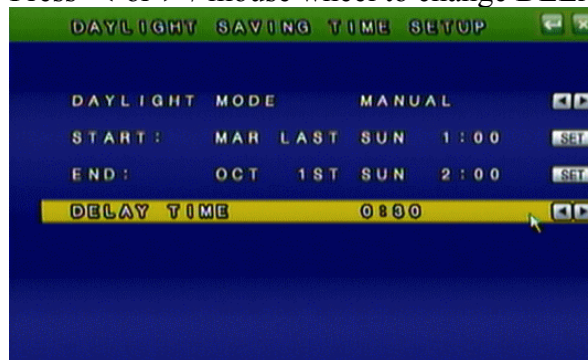 DAYLIGHT SAVING TIME SETUP
DAYLIGHT MODE MANUAL
START: MAR LAST SUN 1:00 SET
END: OCT 1ST SUN 2:00 SET
DELAY TIME 0:30